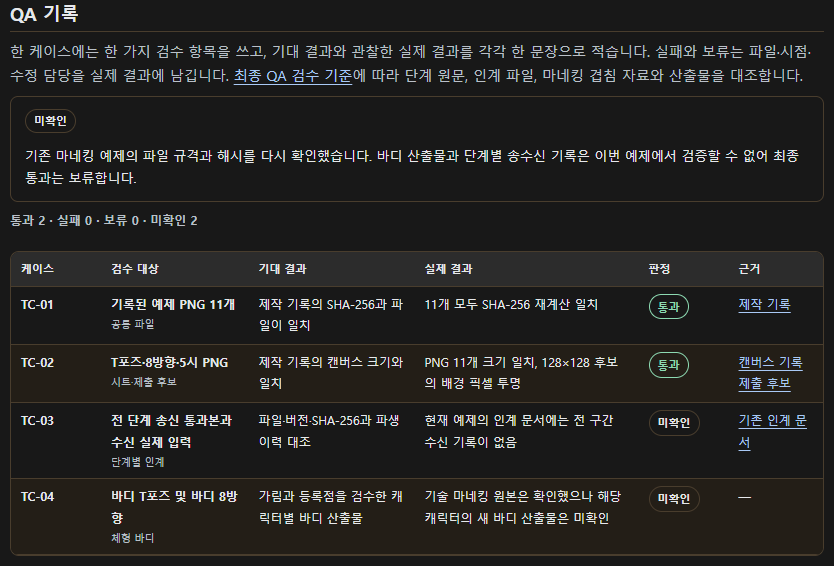 QA 기록
한 케이스에는 한 가지 검수 항목을 쓰고, 기대 결과와 관찰한 실제 결과를 각각 한 문장으로 적습니다. 실패와 보류는 파일·시점·
수정 담당을 실제 결과에 남깁니다. 최종 QA 검수 기준에 따라 단계 원문, 인계 파일, 마네킹 겹침 자료와 산출물을 대조합니다.
미확인
기존 마네킹 예제의 파일 규격과 해시를 다시 확인했습니다. 바디 산출물과 단계별 송수신 기록은 이번 예제에서 검증할 수 없어 최종
통과는 보류합니다.
통과 2 · 실패 0 · 보류 0 · 미확인 2
케이스 검수 대상 기대 결과 실제 결과 판정 근거
TC-01 기록된 예제 PNG 11개 제작 기록의 SHA-256과 파 11개 모두 SHA-256 재계산 일치 통과 제작 기록
공통 파일 일이 일치
TC-02 T포즈·8방향·5시 PNG 제작 기록의 캔버스 크기와 PNG 11개 크기 일치, 128×128 후보 통과 캔버스 기록
시트·제출 후보 일치 의 배경 픽셀 투명 제출 후보
TC-03 전 단계 송신 통과본과 파일·버전·SHA-256과 파생 현재 예제의 인계 문서에는 전 구간 미확인 기존 인계 문
수신 실제 입력 이력 대조 수신 기록이 없음 서
단계별 인계
TC-04 바디 T포즈 및 바디 8방 가림과 등록점을 검수한 캐 기술 마네킹 원본은 확인했으나 해당 미확인 —
향 릭터별 바디 산출물 캐릭터의 새 바디 산출물은 미확인
체형 바디